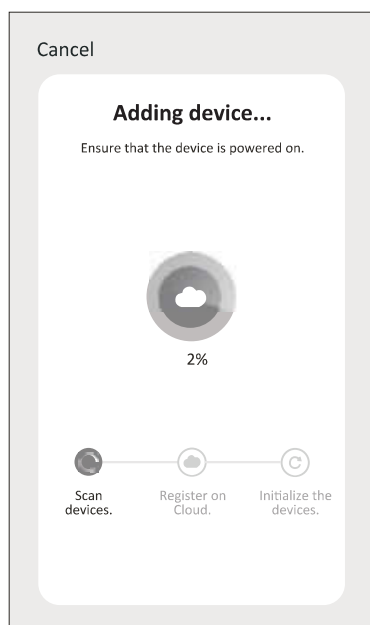 Cancel
Adding device...
Ensure that the device is powered on.
2%
Scan
devices.
Register on
Cloud.
Initialize the
devices.